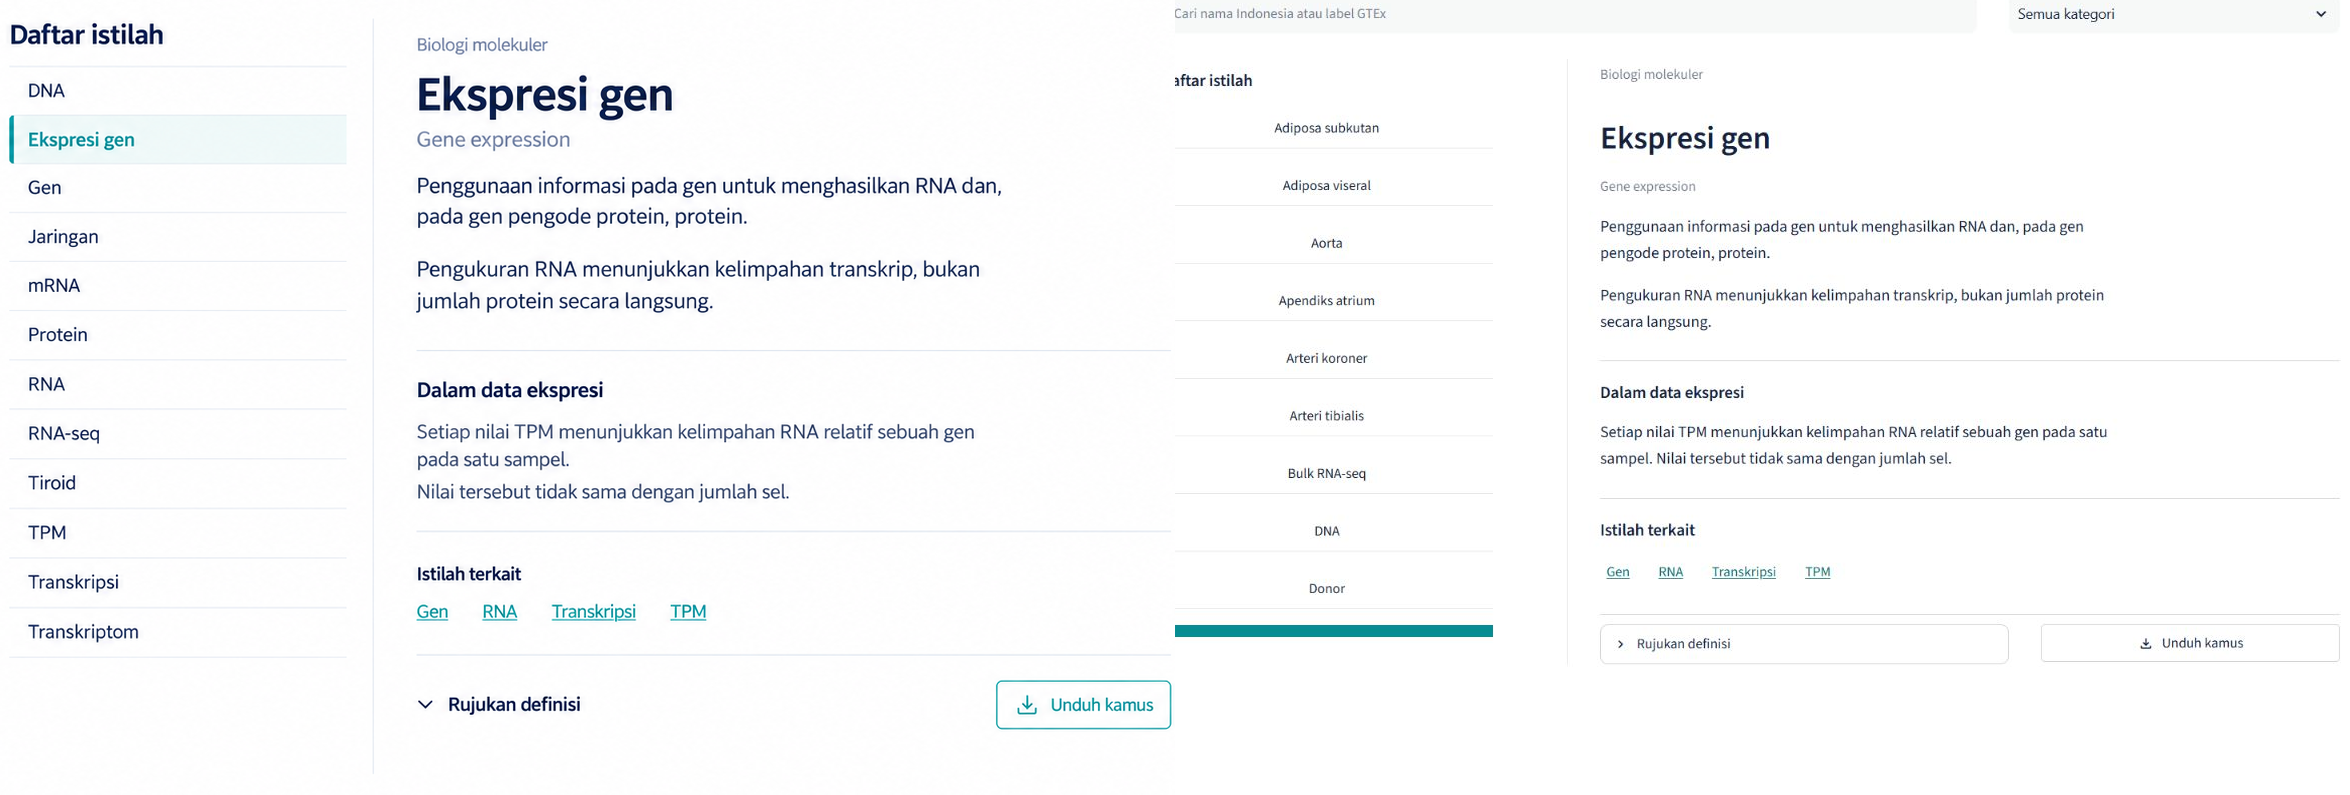 Daftar istilah
DNA
Ekspresi gen
Gen
Jaringan
mRNA
Protein
RNA
RNA-seq
Tiroid
TPM
Transkripsi
Transkriptom
Biologi molekuler
Ekspresi gen
Gene expression
Penggunaan informasi pada gen untuk menghasilkan RNA dan,
pada gen pengode protein, protein.
Pengukuran RNA menunjukkan kelimpahan transkrip, bukan
jumlah protein secara langsung.
Dalam data ekspresi
Setiap nilai TPM menunjukkan kelimpahan RNA relatif sebuah gen
pada satu sampel.
Nilai tersebut tidak sama dengan jumlah sel.
Istilah terkait
Gen RNA Transkripsi TPM
Rujukan definisi
Unduh kamus
Cari nama Indonesia atau label GTEx
Semua kategori
aftar istilah
Adiposa subkutan
Adiposa viseral
Aorta
Apendiks atrium
Arteri koroner
Arteri tibialis
Bulk RNA-seq
DNA
Donor
Biologi molekuler
Ekspresi gen
Gene expression
Penggunaan informasi pada gen untuk menghasilkan RNA dan, pada gen
pengode protein, protein.
Pengukuran RNA menunjukkan kelimpahan transkrip, bukan jumlah protein
secara langsung.
Dalam data ekspresi
Setiap nilai TPM menunjukkan kelimpahan RNA relatif sebuah gen pada satu
sampel. Nilai tersebut tidak sama dengan jumlah sel.
Istilah terkait
Gen RNA Transkripsi TPM
Rujukan definisi
Unduh kamus